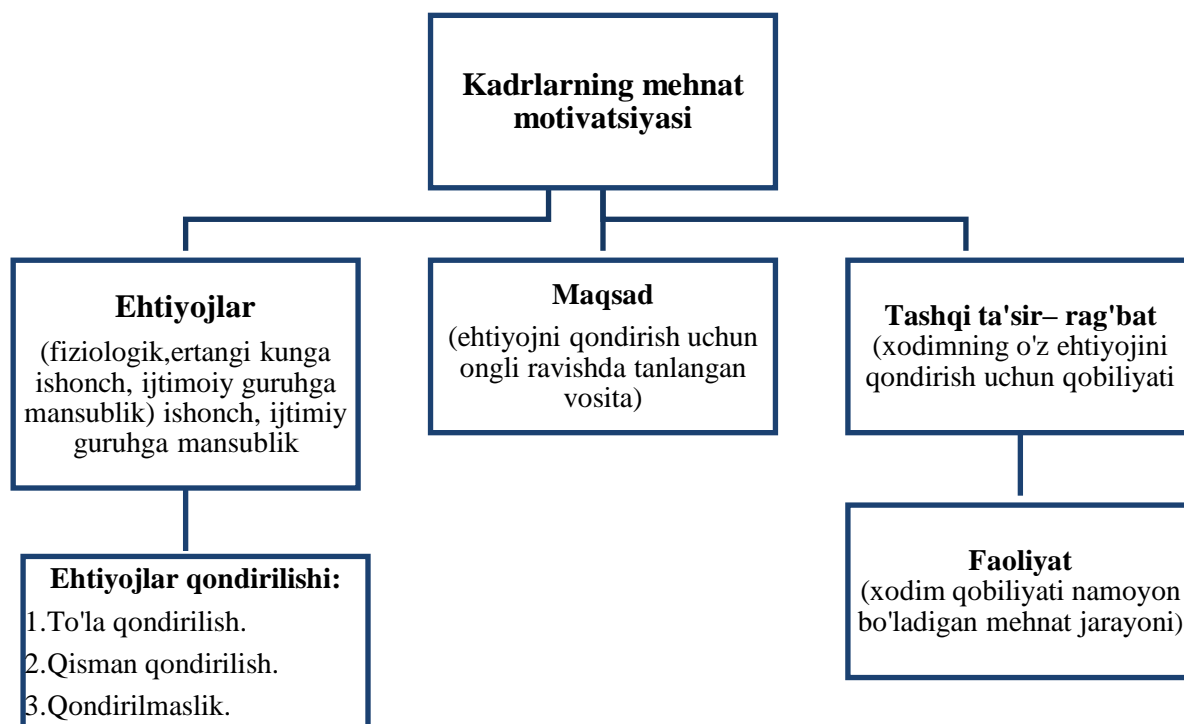 Kadrlarning mehnat
motivatsiyasi
Ehtiyojlar
(fiziologik,ertangi kunga
ishonch, ijtimoiy guruhga
mansublik) ishonch, ijtimiy
guruhga mansublik
Maqsad
(ehtiyojni qondirish uchun
ongli ravishda tanlangan
vosita)
Tashqi ta'sir– rag'bat
(xodimning o'z ehtiyojini
qondirish uchun qobiliyati
Ehtiyojlar qondirilishi:
1.To'la qondirilish.
2.Qisman qondirilish.
3.Qondirilmaslik.
Faoliyat
(xodim qobiliyati namoyon
bo'ladigan mehnat jarayoni)